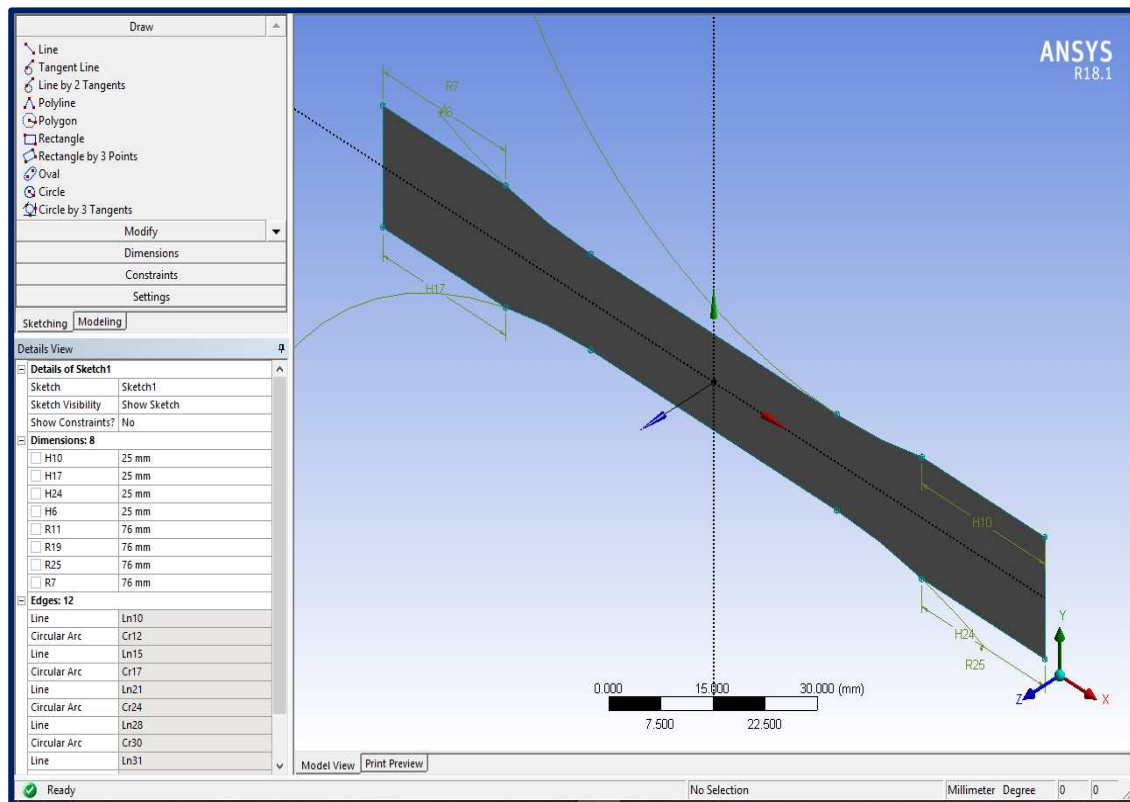 Draw
Line
Tangent Line
Line by 2 Tangents
Polyline
Polygon
Rectangle
Rectangle by 3 Points
Oval
Circle
Circle by 3 Tangents
Modify
Dimensions
Constraints
Settings
Sketching Modeling
Details View
Details of Sketch1
Sketch Sketch1
Sketch Visibility Show Sketch
Show Constraints? No
Dimensions: 8
H10 25 mm
H17 25 mm
H24 25 mm
H6 25 mm
R11 76 mm
R19 76 mm
R25 76 mm
R7 76 mm
Edges: 12
Line Ln10
Circular Arc Cr12
Line Ln15
Circular Arc Cr17
Line Ln21
Circular Arc Cr24
Line Ln28
Circular Arc Cr30
Line Ln31
ANSYS
R18.1
R7
H6
H17
H10
H24
R25
Y
Z X
0.000 15.000 30.000 (mm)
7.500 22.500
Model View Print Preview
Ready No Selection Millimeter Degree 0 0